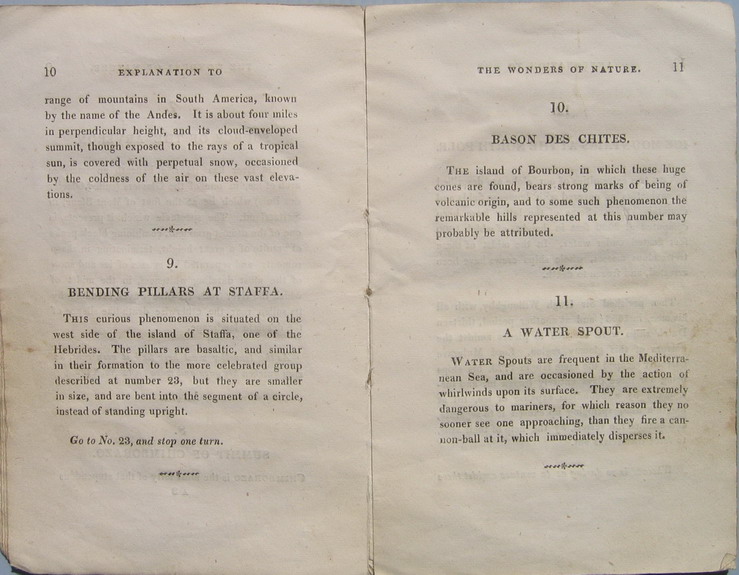 10
EXPLANATION TO
range of mountains in South America, known
by the name of the Andes. It is about four miles
in perpendicular height, and its cloud-enveloped
summit, though exposed to the rays of a tropical
sun, is covered with perpetual snow, occasioned
by the coldness of the air on these vast eleva-
tions.
9.
BENDING PILLARS AT STAFFA.
THIS curious phenomenon is situated on the
west side of the island of Staffa, one of the
Hebrides. The pillars are basaltic, and similar
in their formation to the more celebrated group
described at number 23, but they are smaller
in size, and are bent into the segment of a circle,
instead of standing upright.
Go to No. 23, and stop one turn.
THE WONDERS OF NATURE.
11
10.
BASON DES CHITES.
THE island of Bourbon, in which these huge
cones are found, bears strong marks of being of
volcanic origin, and to some such phenomenon the
remarkable hills represented at this number may
probably be attributed.
11.
A WATER SPOUT.
WATER Spouts are frequent in the Mediterra-
nean Sea, and are occasioned by the action of
whirlwinds upon its surface. They are extremely
dangerous to mariners, for which reason they no
sooner see one approaching, than they fire a can-
non-ball at it, which immediately disperses it.